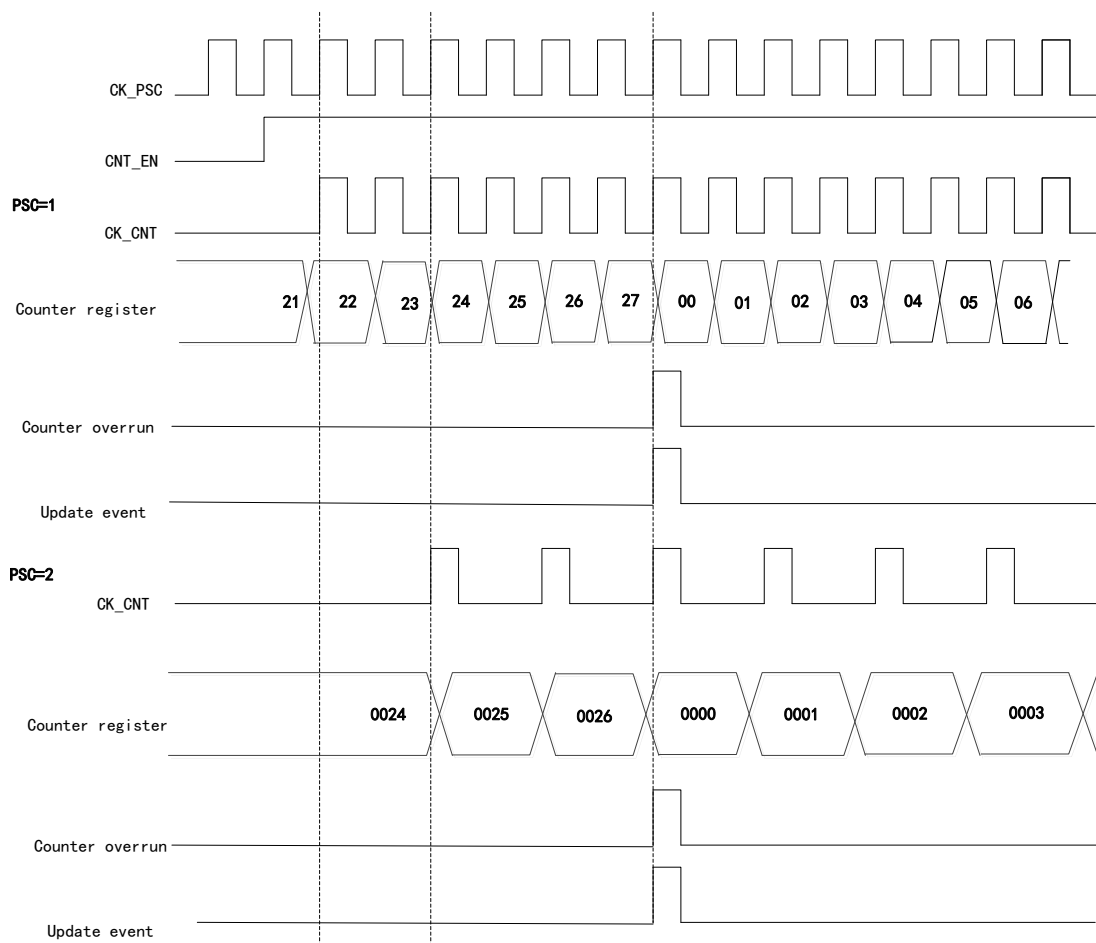 CK_PSC
CNT_EN
PSC=1
CK_CNT
Counter register 21 22 23 24 25 26 27 00 01 02 03 04 05 06
Counter overrun
Update event
PSC=2
CK_CNT
Counter register 0024 0025 0026 0000 0001 0002 0003
Counter overrun
Update event